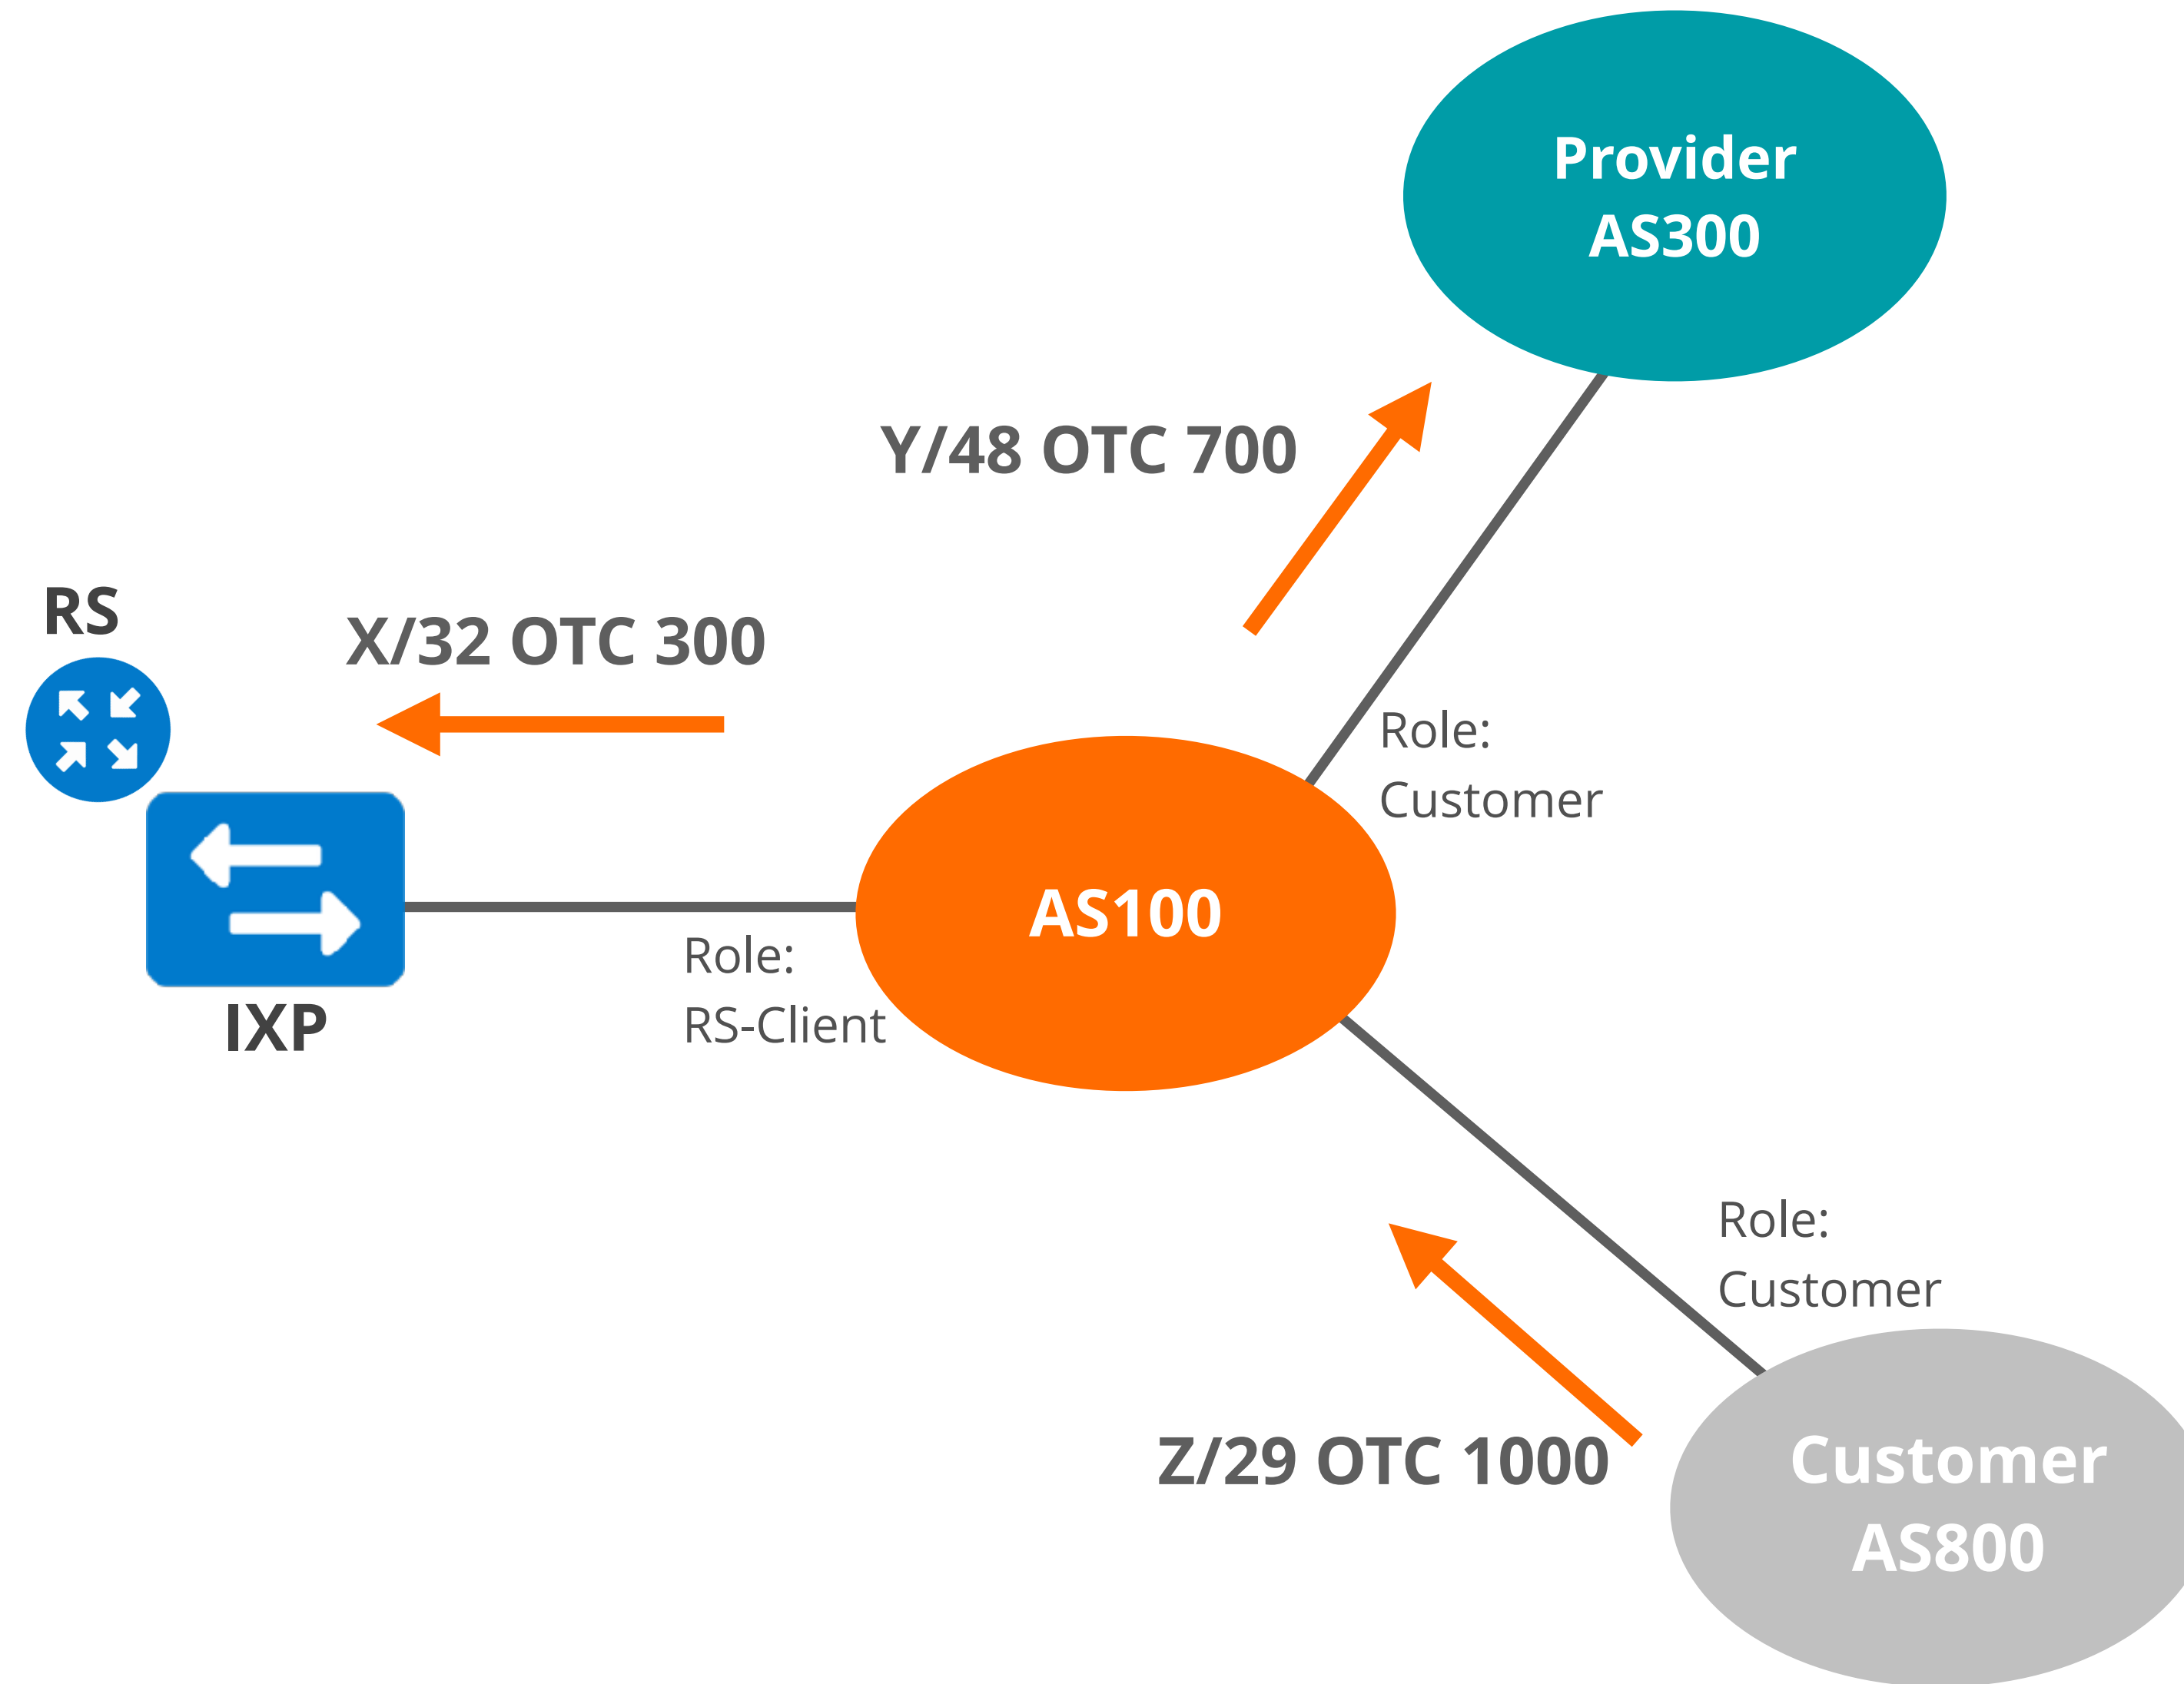 Provider
AS300
Y/48 OTC 700
RS
X/32 OTC 300
Role:
Customer
AS100
Role:
RS-Client
IXP
Role:
Customer
Z/29 OTC 1000
Customer
AS800